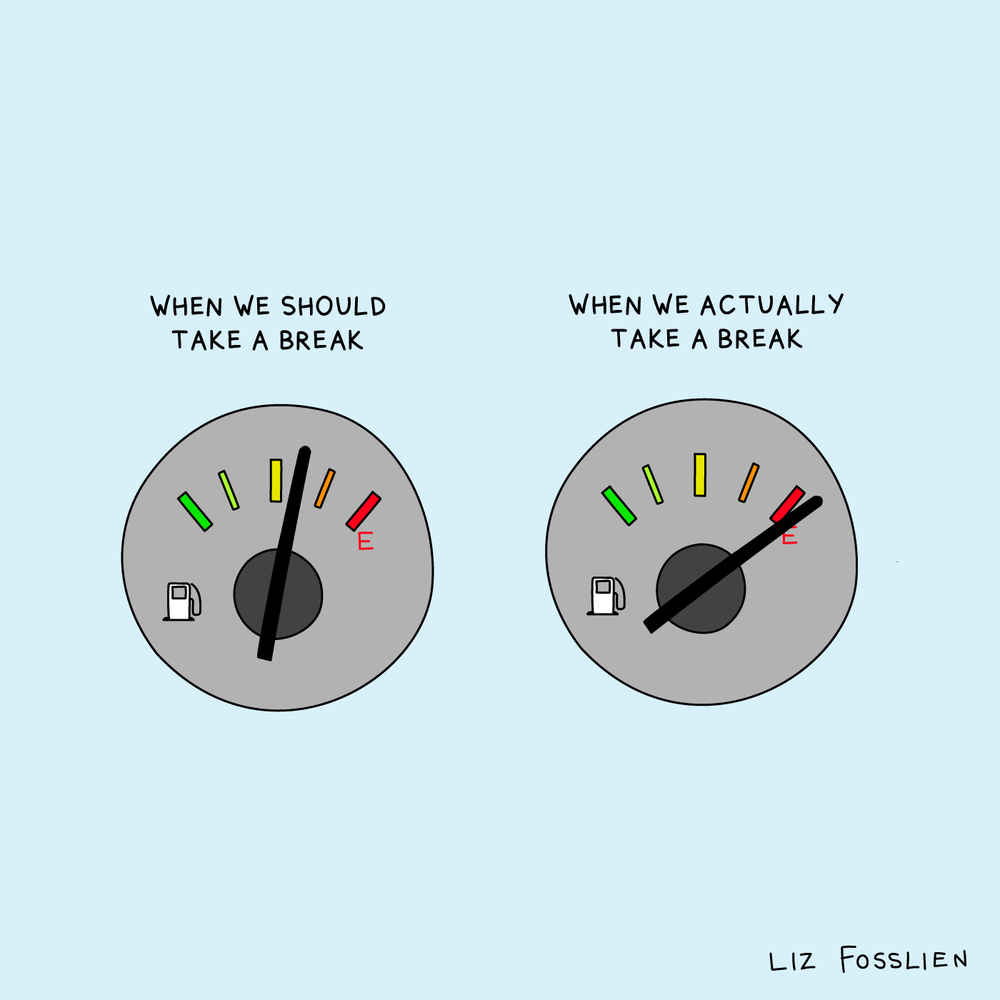 WHEN WE SHOULD
TAKE A BREAK
WHEN WE ACTUALLY
TAKE A BREAK
E
E
LIZ FOSSLIEN